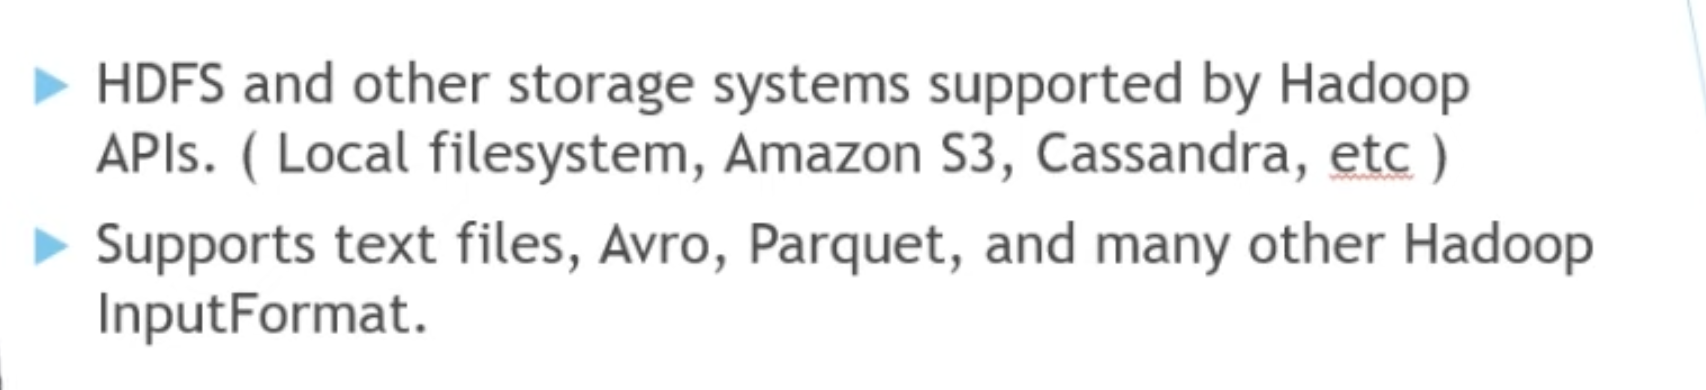 HDFS and other storage systems supported by Hadoop
APIs. ( Local filesystem, Amazon S3, Cassandra, etc )
Supports text files, Avro, Parquet, and many other Hadoop
InputFormat.